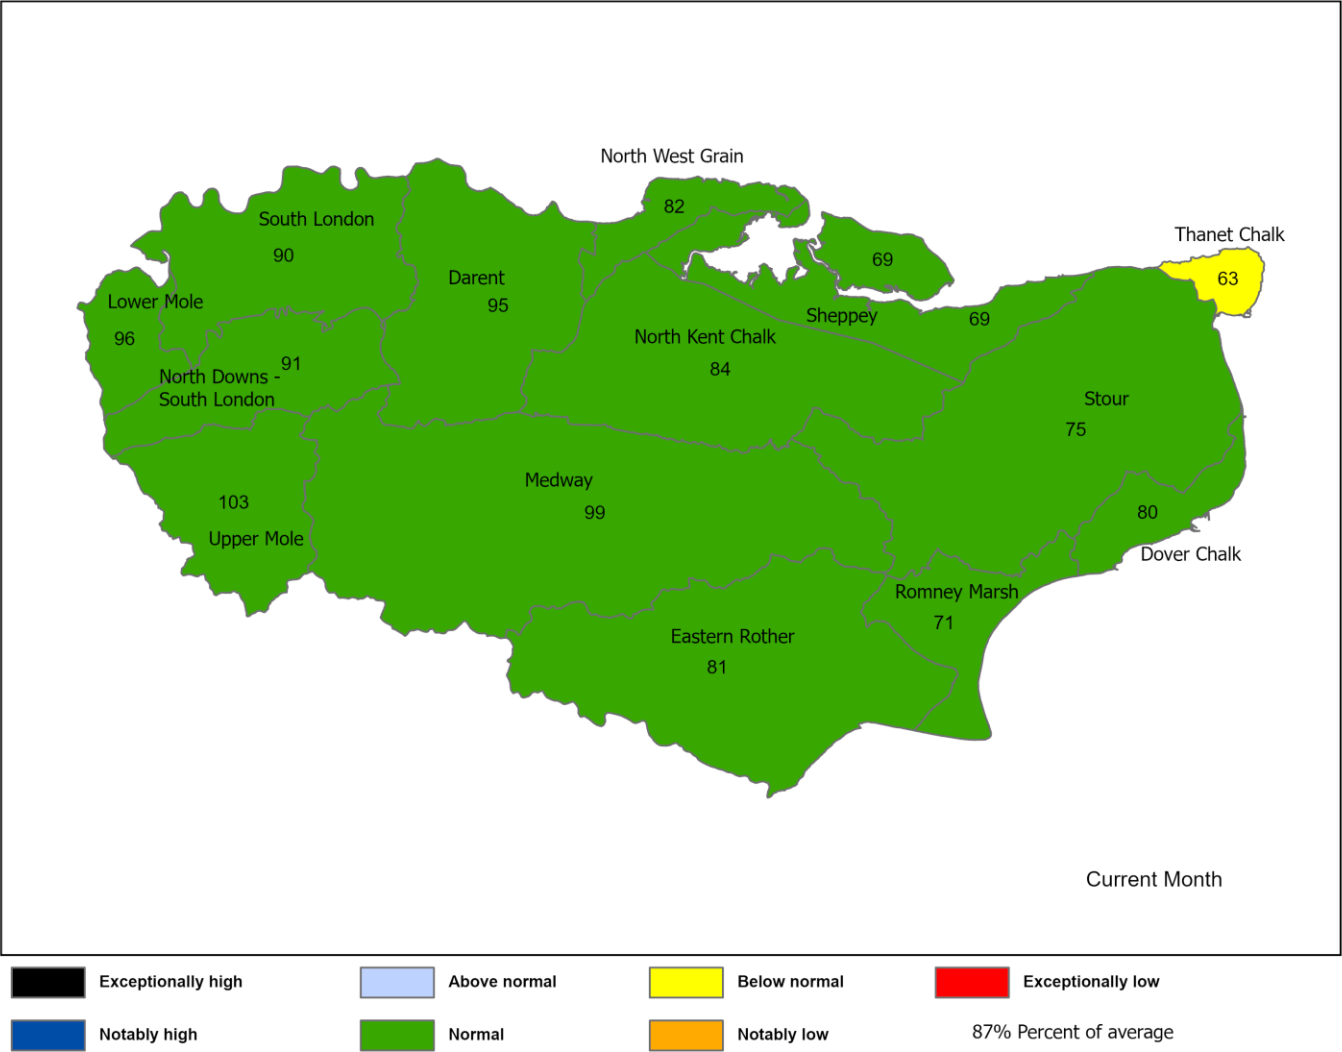 North West Grain
82
South London
90
Thanet Chalk
63
69
Darent
95
Lower Mole
96
Sheppey
69
North Kent Chalk
84
91
North Downs -
South London
Stour
75
Medway
99
103
Upper Mole
80
Dover Chalk
Romney Marsh
71
Eastern Rother
81
Current Month
Exceptionally high
Above normal
Below normal
Exceptionally low
Notably high
Normal
Notably low
87% Percent of average